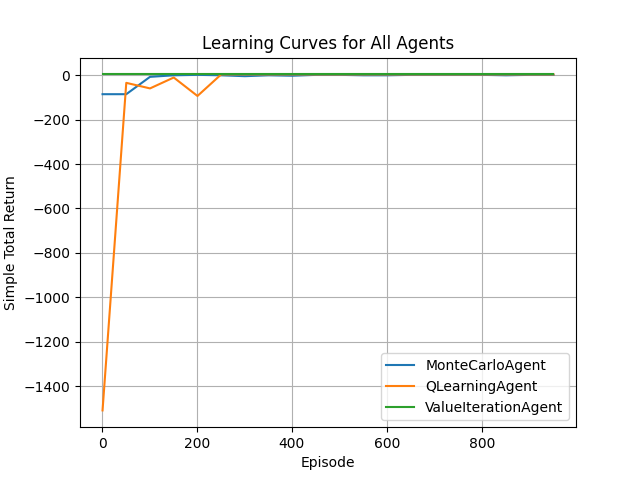 Learning Curves for All Agents
Simple Total Return
0
−200
−400
−600
−800
−1000
−1200
−1400
0
200
400
600
800
Episode
MonteCarloAgent
QLearningAgent
ValueIterationAgent